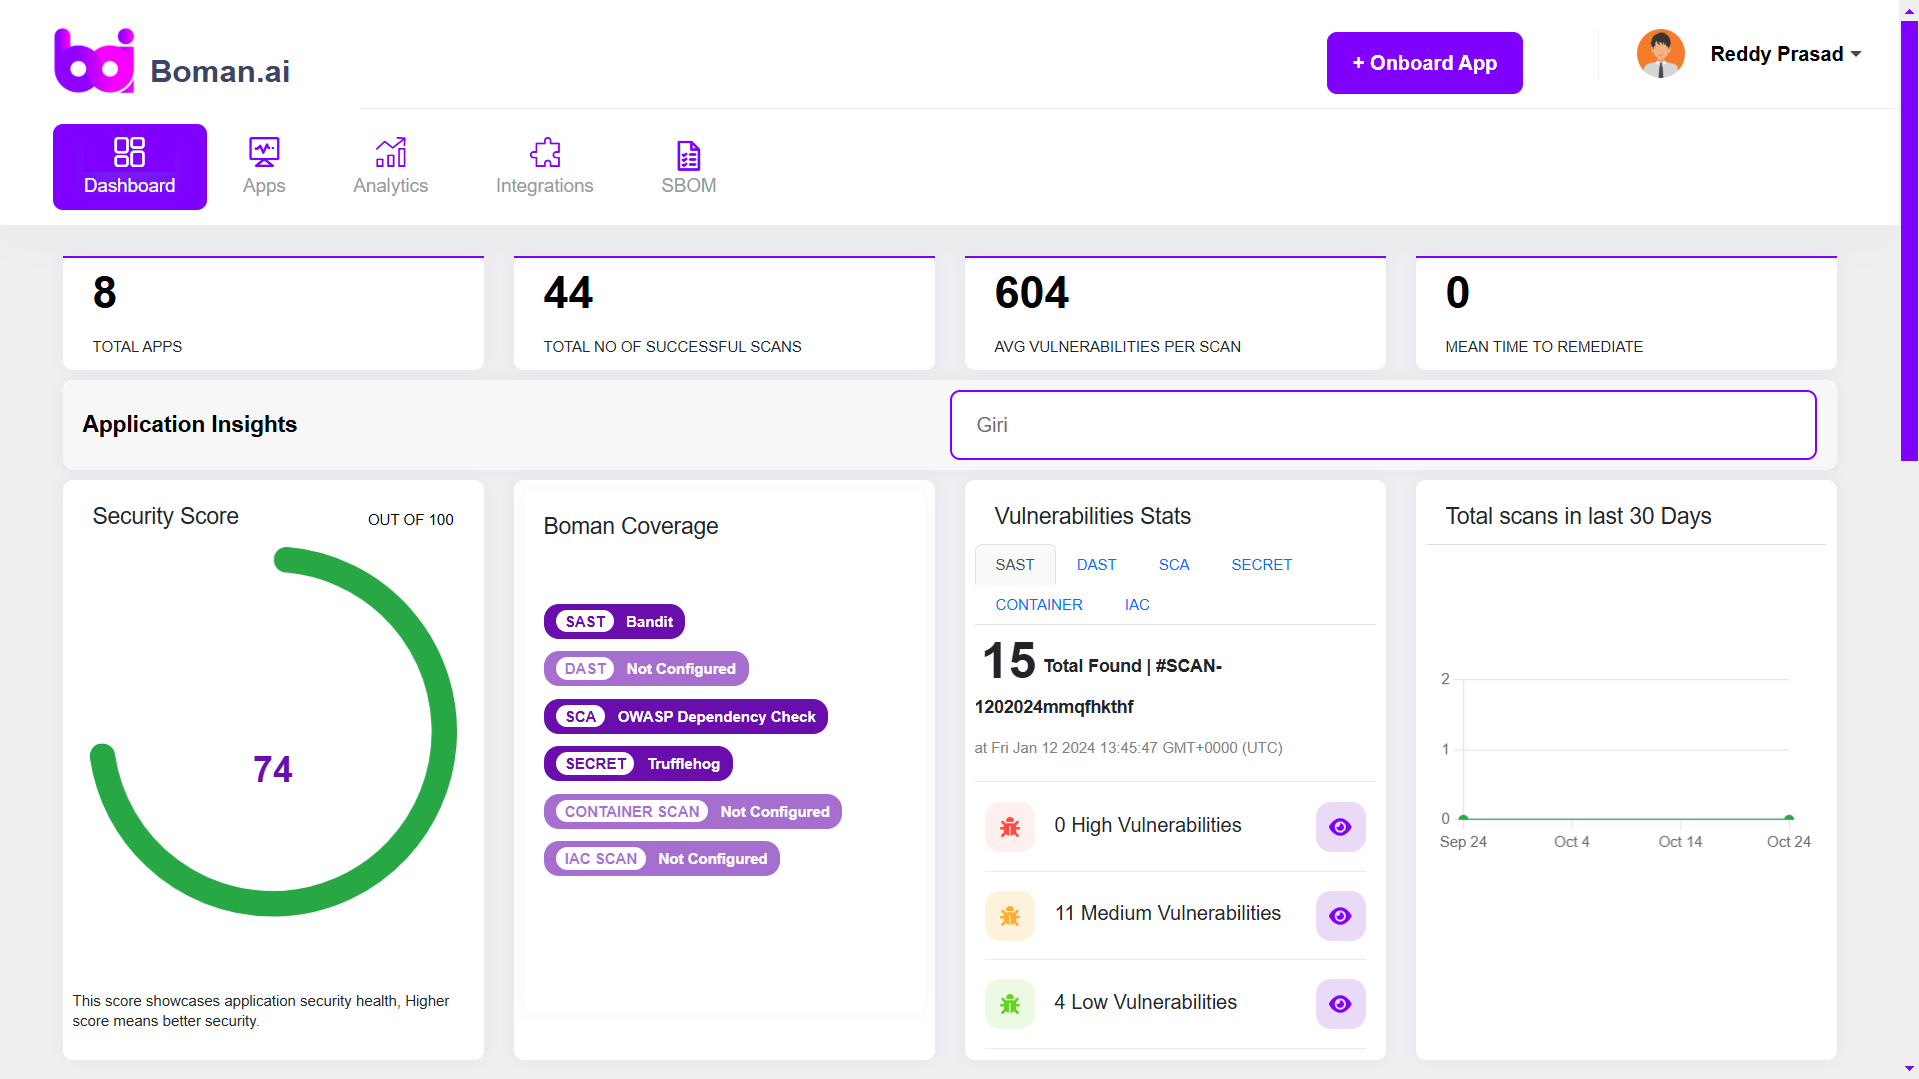 Boman.ai
+ Onboard App
Reddy Prasad
Dashboard
Apps
Analytics
Integrations
SBOM
8
TOTAL APPS
44
TOTAL NO OF SUCCESSFUL SCANS
604
AVG VULNERABILITIES PER SCAN
0
MEAN TIME TO REMEDIATE
Application Insights
Giri
Security Score
OUT OF 100
74
This score showcases application security health, Higher
score means better security.
Boman Coverage
SAST Bandit
DAST Not Configured
SCA OWASP Dependency Check
SECRET Trufflehog
CONTAINER SCAN Not Configured
IAC SCAN Not Configured
Vulnerabilities Stats
SAST DAST SCA SECRET
CONTAINER IAC
15 Total Found | #SCAN-
1202024mmqfhkthf
at Fri Jan 12 2024 13:45:47 GMT+0000 (UTC)
0 High Vulnerabilities
11 Medium Vulnerabilities
4 Low Vulnerabilities
Total scans in last 30 Days
2
1
0
Sep 24 Oct 4 Oct 14 Oct 24